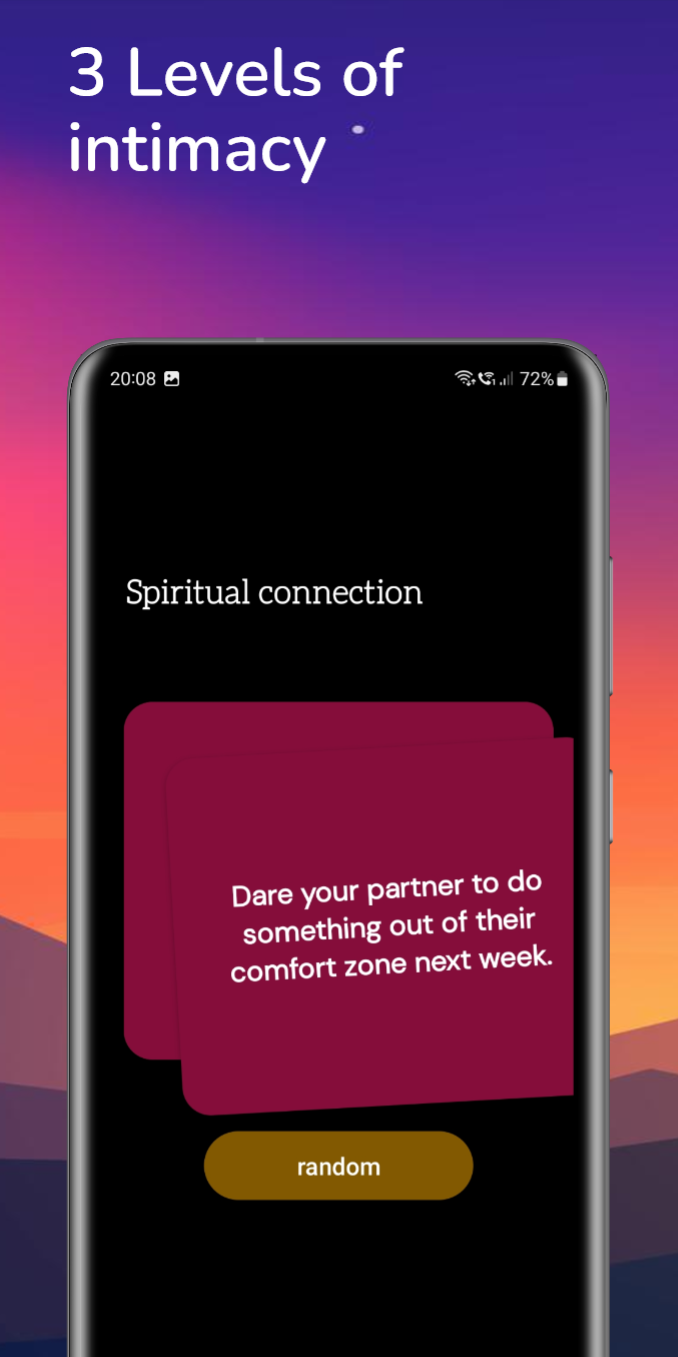 3 Levels of
intimacy
20:08 72%
Spiritual connection
Dare your partner to do
something out of their
comfort zone next week.
random